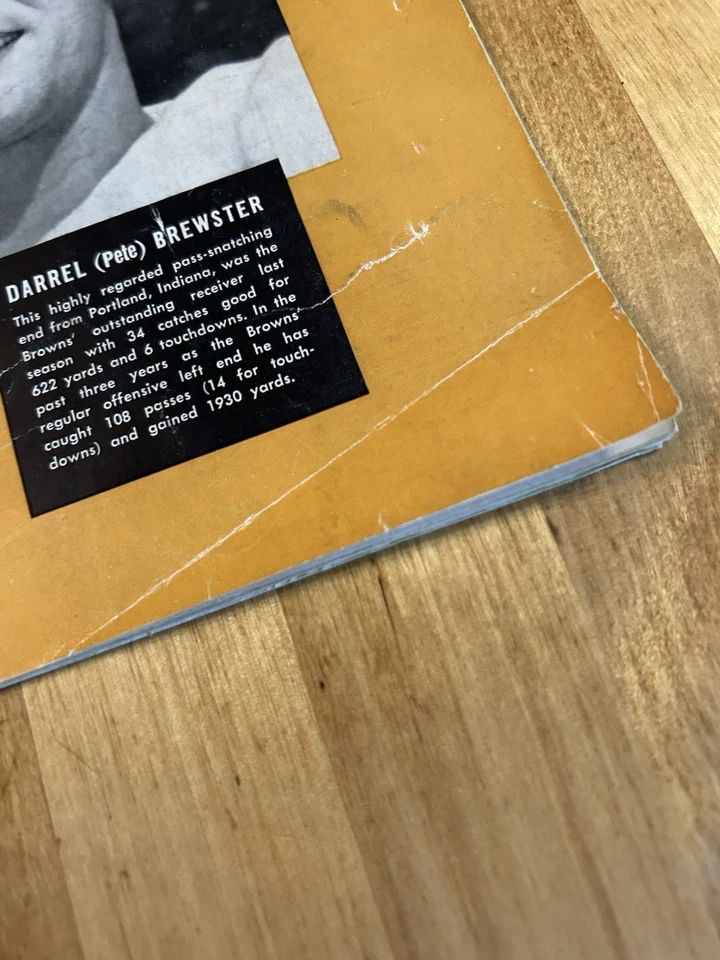 DARREL (Pete) BREWSTER
This highly regarded pass-snatching
end from Portland, Indiana, was the
Browns' outstanding receiver last
season with 34 catches good for
622 yards and 6 touchdowns. In the
past three years as the Browns'
regular offensive left end he has
caught 108 passes (14 for touch-
downs) and gained 1930 yards.